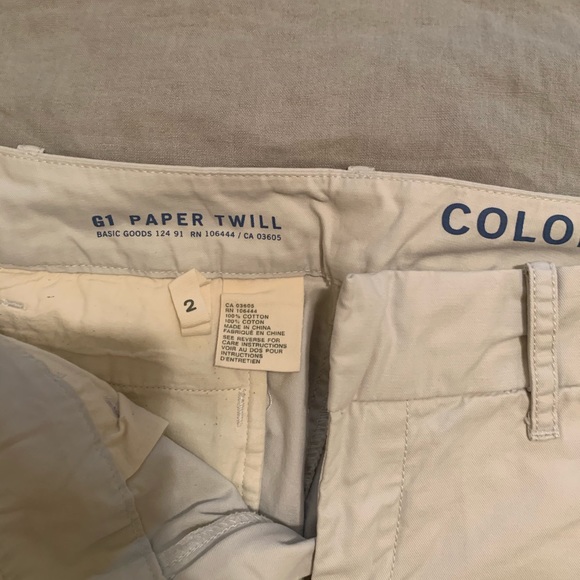 G1 PAPER TWILL
BASIC GOODS 124 91 RN 106444 / CA 03605
COLO
2
CA 03605
RN 106444
100% COTTON
100% COTON
MADE IN CHINA
FABRIQUÉ EN CHINE
SEE REVERSE FOR
CARE INSTRUCTIONS
VOIR AU DOS POUR
INSTRUCTIONS
D'ENTRETIEN